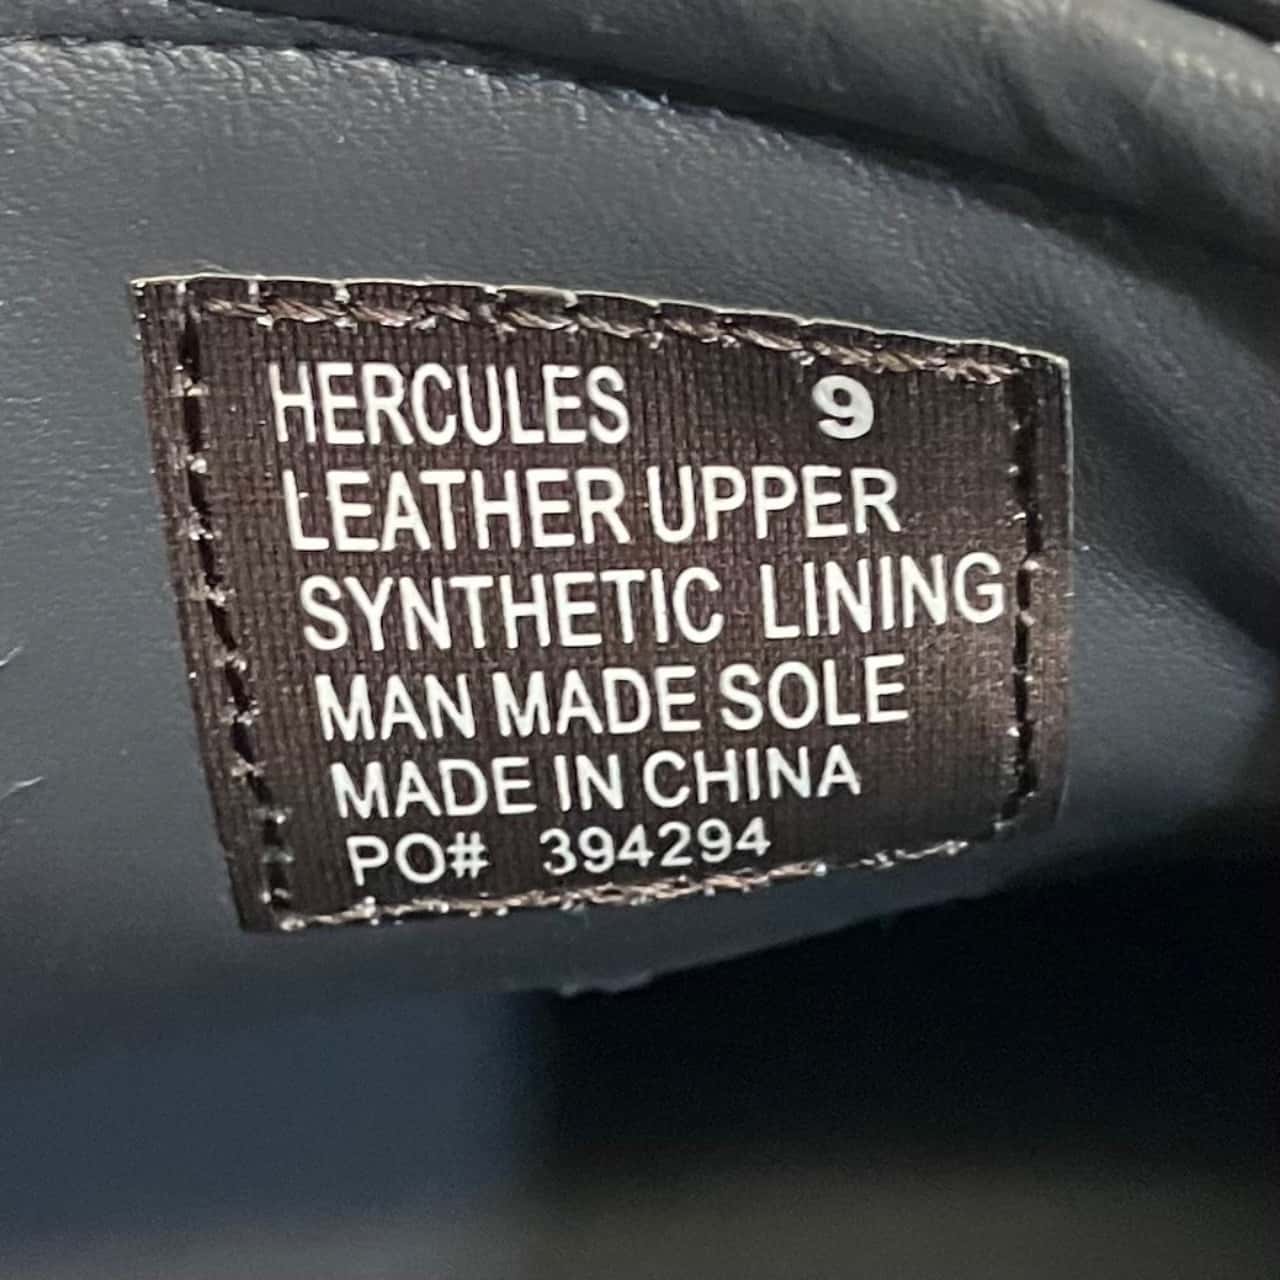 HERCULES 9
LEATHER UPPER
SYNTHETIC LINING
MAN MADE SOLE
MADE IN CHINA
PO# 394294